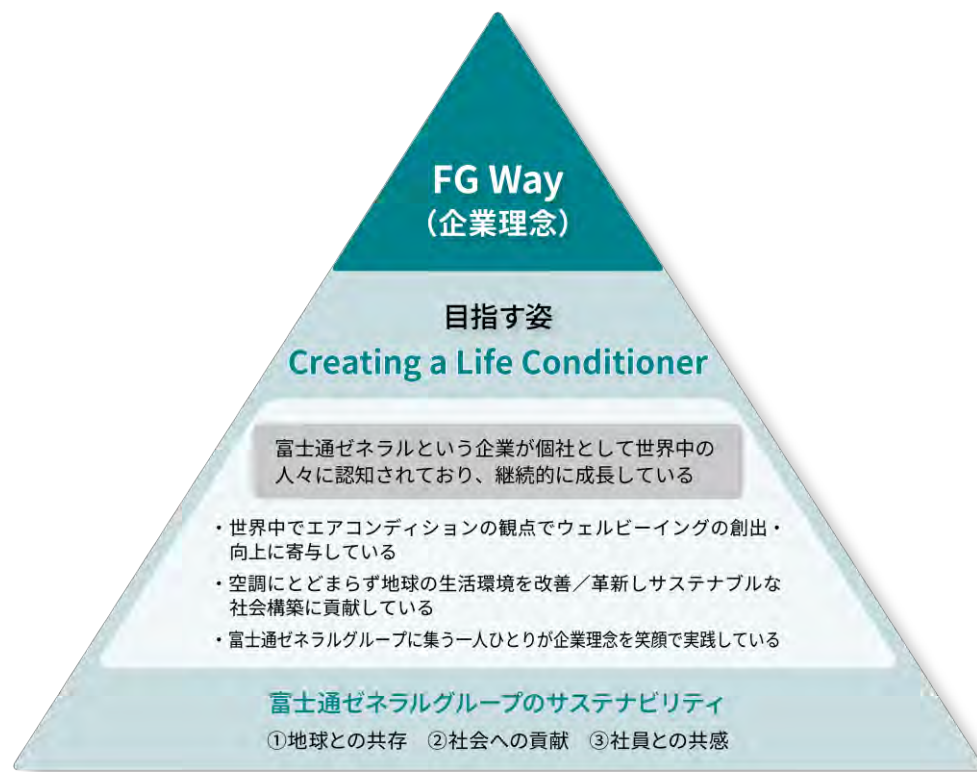 FG Way
（企業理念）
目指す姿
Creating a Life Conditioner
富士通ゼネラルという企業が個社として世界中の
人々に認知されており、継続的に成長している
・世界中でエアコンディションの観点でウェルビーイングの創出・
向上に寄与している
・空調にとどまらず地球の生活環境を改善／革新しサステナブルな
社会構築に貢献している
・富士通ゼネラルグループに集う一人ひとりが企業理念を笑顔で実践している
富士通ゼネラルグループのサステナビリティ
①地球との共存　②社会への貢献　③社員との共感